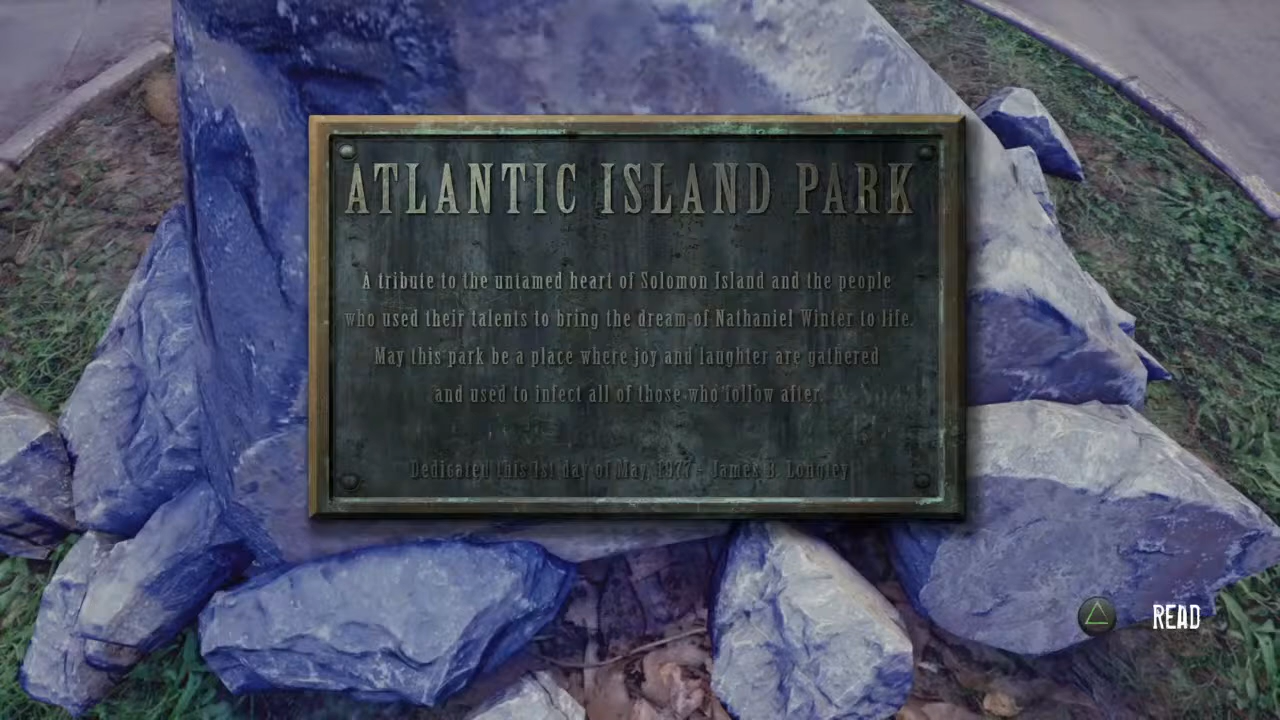 ATLANTIC ISLAND PARK
A tribute to the untamed heart of Solomon Island and the people
who used their talents to bring the dream of Nathaniel Winter to life.
May this park be a place where joy and laughter are gathered
and used to infect all of those who follow after.
Dedicated this 1st day of May, 1977 - James B. Longley
READ